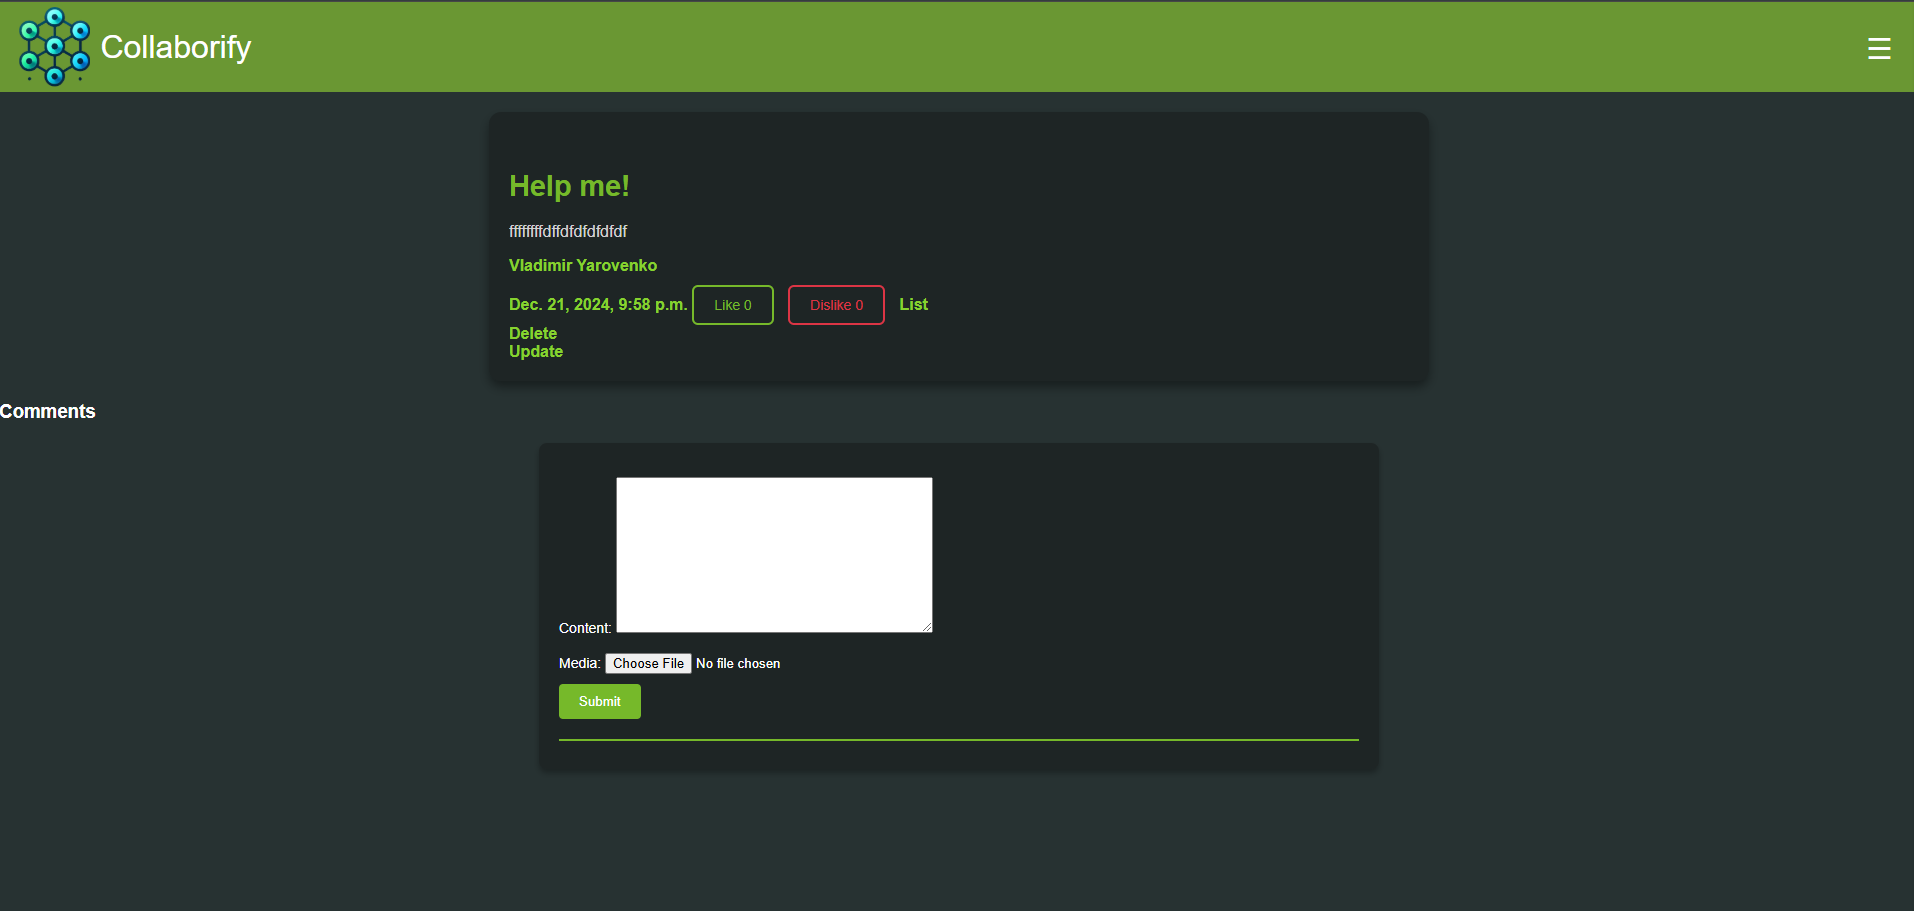 Collaborify
Help me!
ffffffffdffdfdfdfdfdf
Vladimir Yarovenko
Dec. 21, 2024, 9:58 p.m. Like 0 Dislike 0 List
Delete
Update
Comments
Content:
Media: Choose File No file chosen
Submit